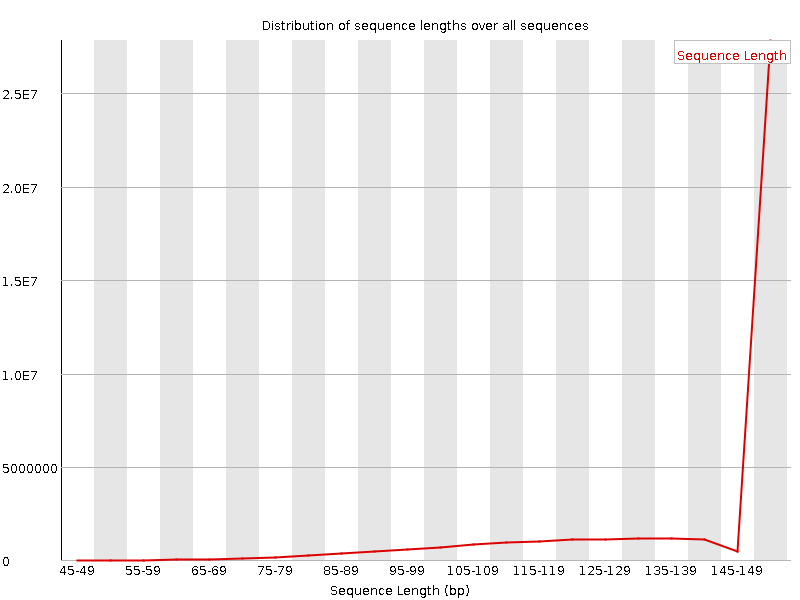 Distribution of sequence lengths over all sequences
Sequence Length
2.5E7
2.0E7
1.5E7
1.0E7
5000000
0
45-49 55-59 65-69 75-79 85-89 95-99 105-109 115-119 125-129 135-139 145-149
Sequence Length (bp)